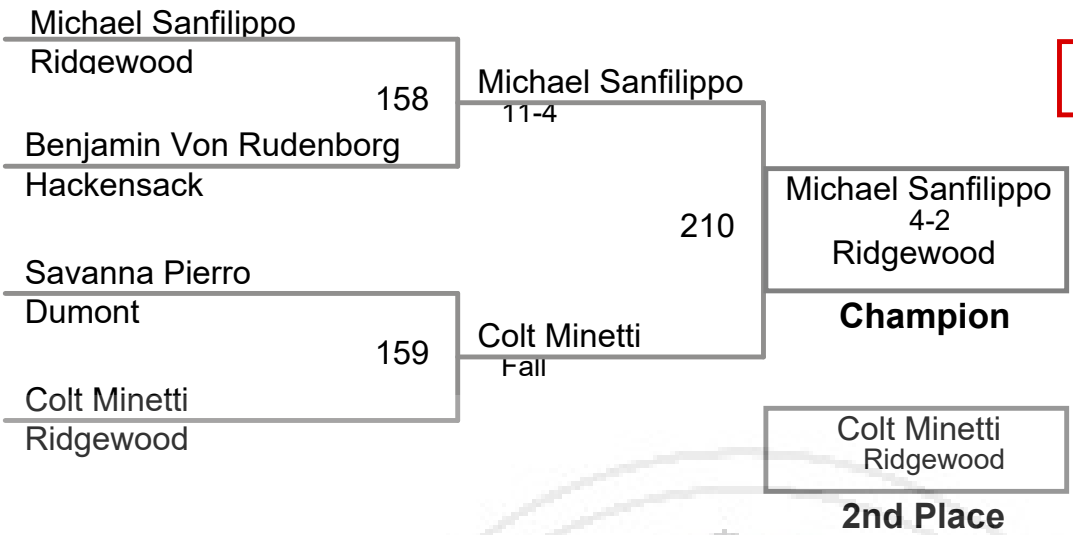 Michael Sanfilippo
Ridgewood
158
Benjamin Von Rudenborg
Hackensack
Michael Sanfilippo
11-4
Savanna Pierro
Dumont
159
Colt Minetti
Ridgewood
Colt Minetti
Fall
210
Michael Sanfilippo
4-2
Ridgewood
Champion
Colt Minetti
Ridgewood
2nd Place